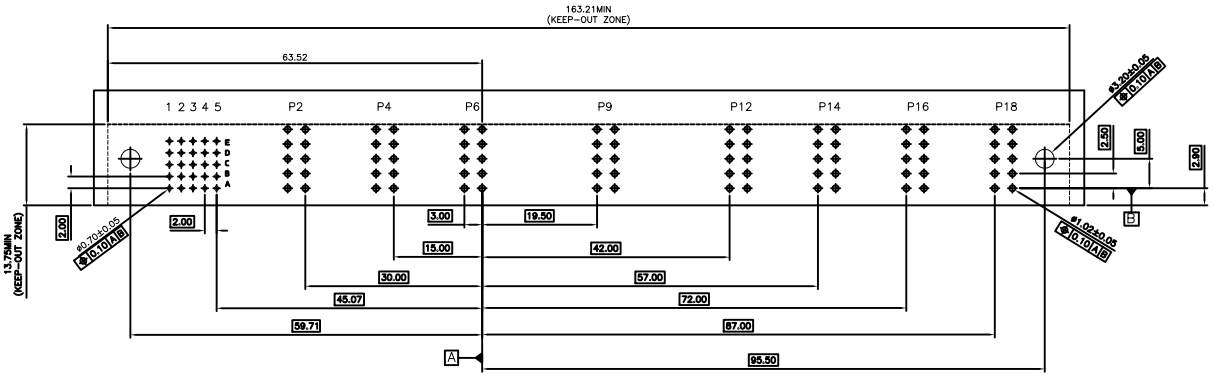 163.21MIN
(KEEP-OUT ZONE)
63.52
ø3.20±0.05
⌖ 0.10 A B
1 2 3 4 5 P2 P4 P6 P9 P12 P14 P16 P18
E
D
C
B
A
2.50
5.00
2.90
2.00
13.75MIN
(KEEP-OUT ZONE)
ø0.70±0.05
⌖ 0.10 A B
2.00
3.00
19.50
B
ø1.02±0.05
⌖ 0.10 A B
15.00
42.00
30.00
57.00
45.07
72.00
59.71
87.00
A
95.50